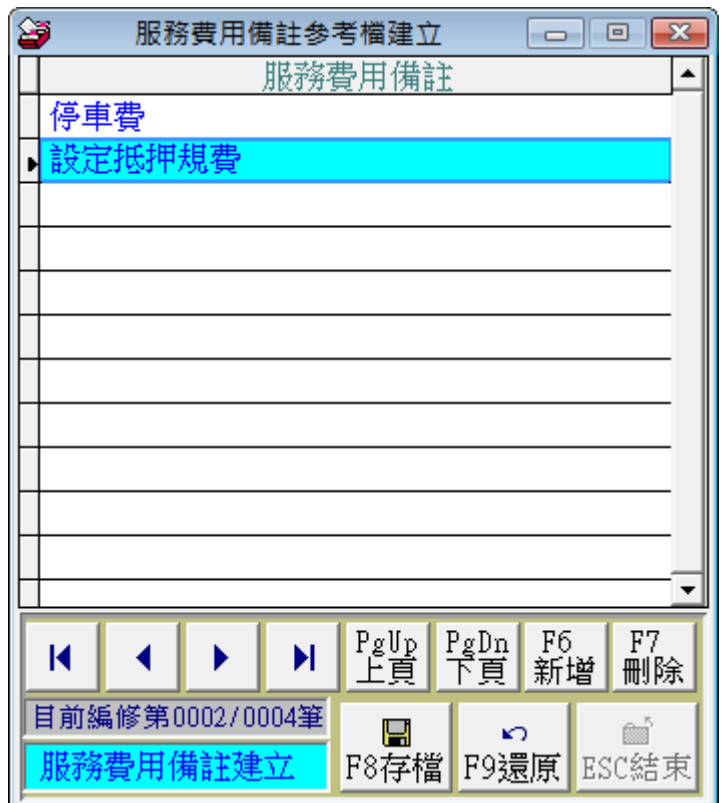 服務費用備註參考檔建立
服務費用備註
停車費
設定抵押規費
PgUp
上頁
PgDn
下頁
F6
新增
F7
刪除
目前編修第0002/0004筆
服務費用備註建立
F8存檔
F9還原
ESC結束